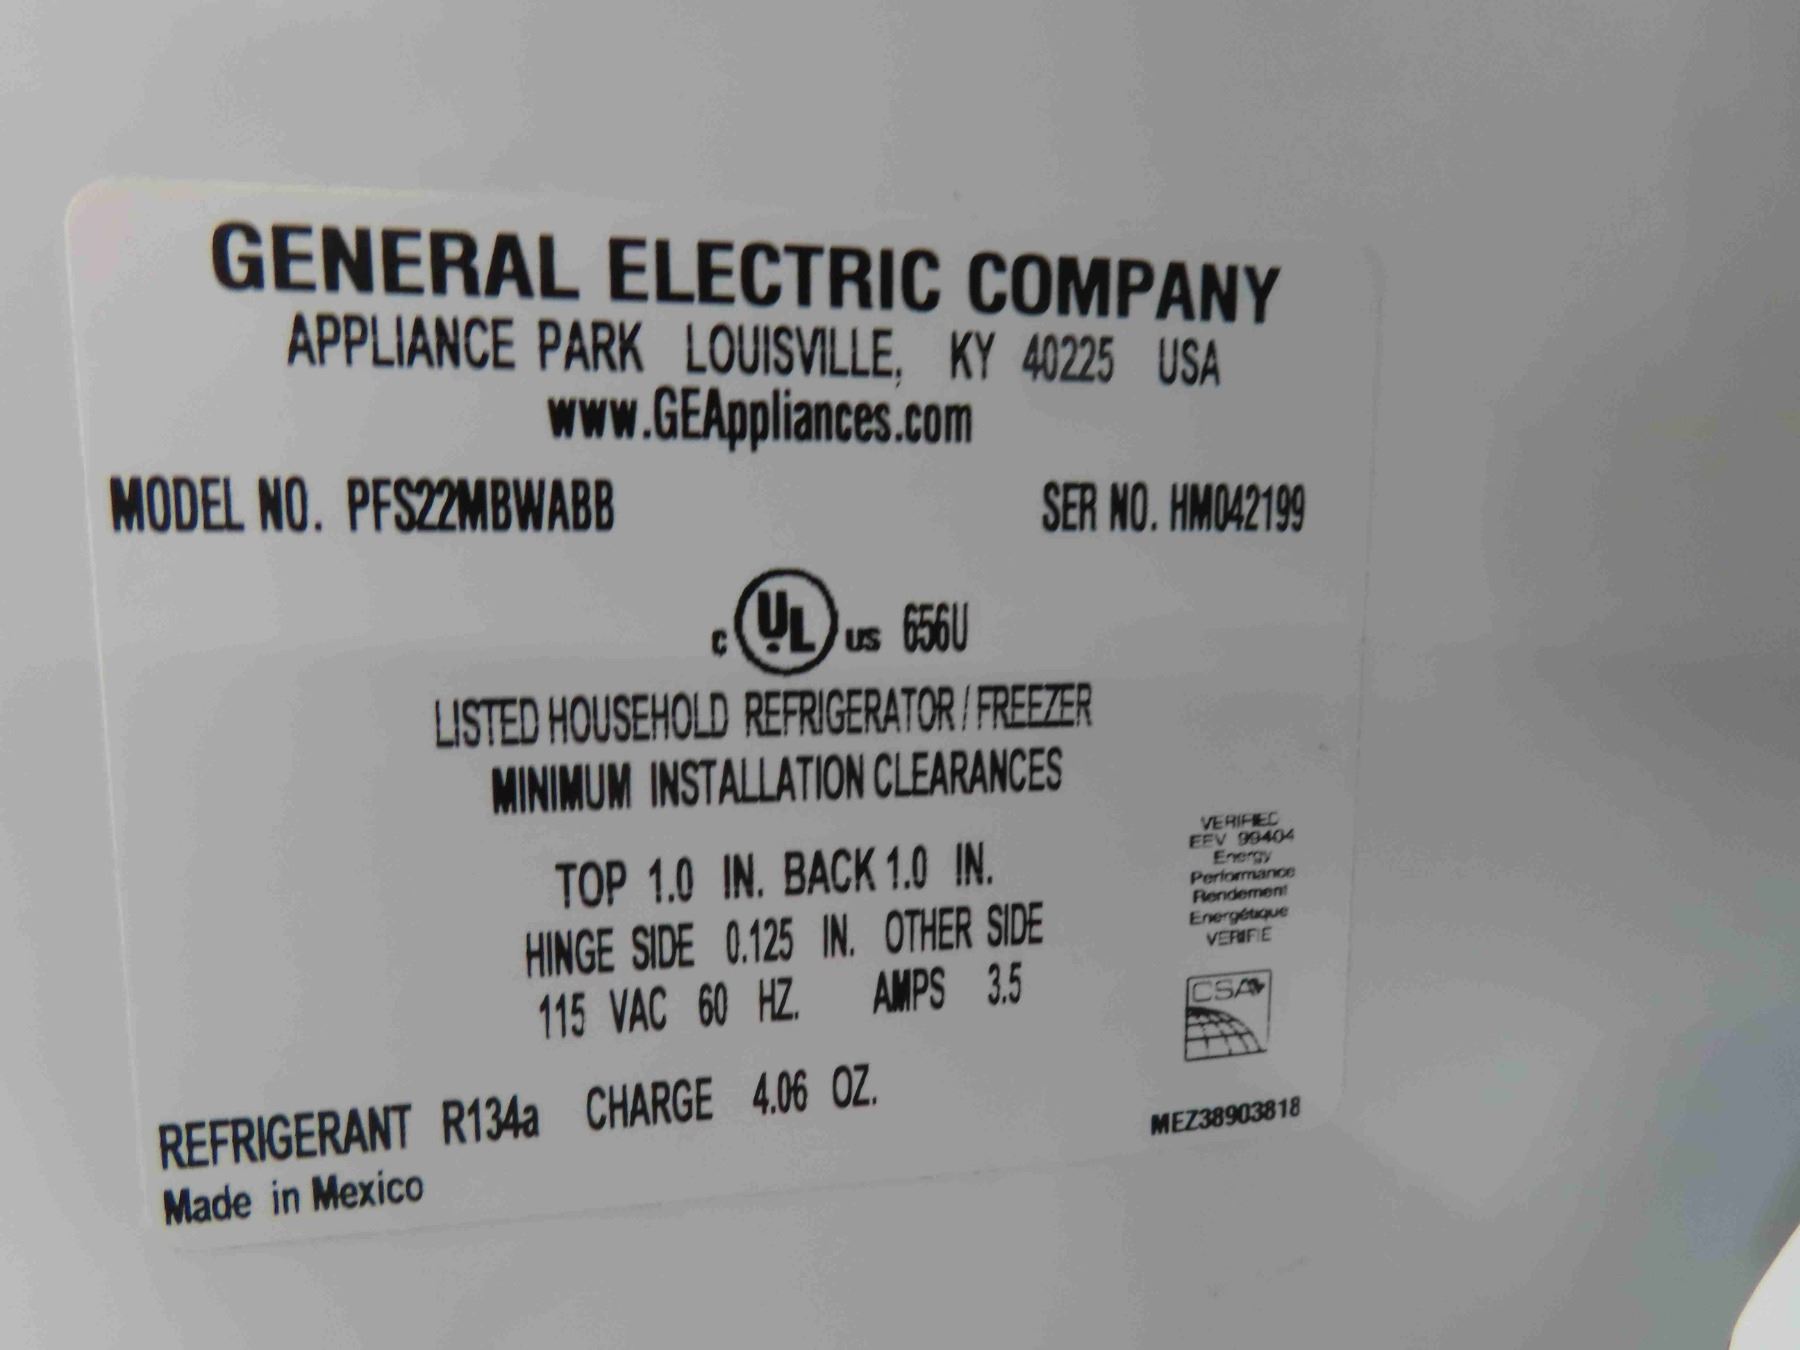 GENERAL ELECTRIC COMPANY
APPLIANCE PARK LOUISVILLE, KY 40225 USA
www.GEAppliances.com
MODEL NO. PFS22MBWABB SER NO. HM042199
c UL us 656U
LISTED HOUSEHOLD REFRIGERATOR / FREEZER
MINIMUM INSTALLATION CLEARANCES
TOP 1.0 IN. BACK 1.0 IN.
HINGE SIDE 0.125 IN. OTHER SIDE
115 VAC 60 HZ. AMPS 3.5
VERIFIED
EEV 99404
Energy
Performance
Rendement
Energétique
VERIFIE
CSA
REFRIGERANT R134a CHARGE 4.06 OZ.
MEZ38903818
Made in Mexico